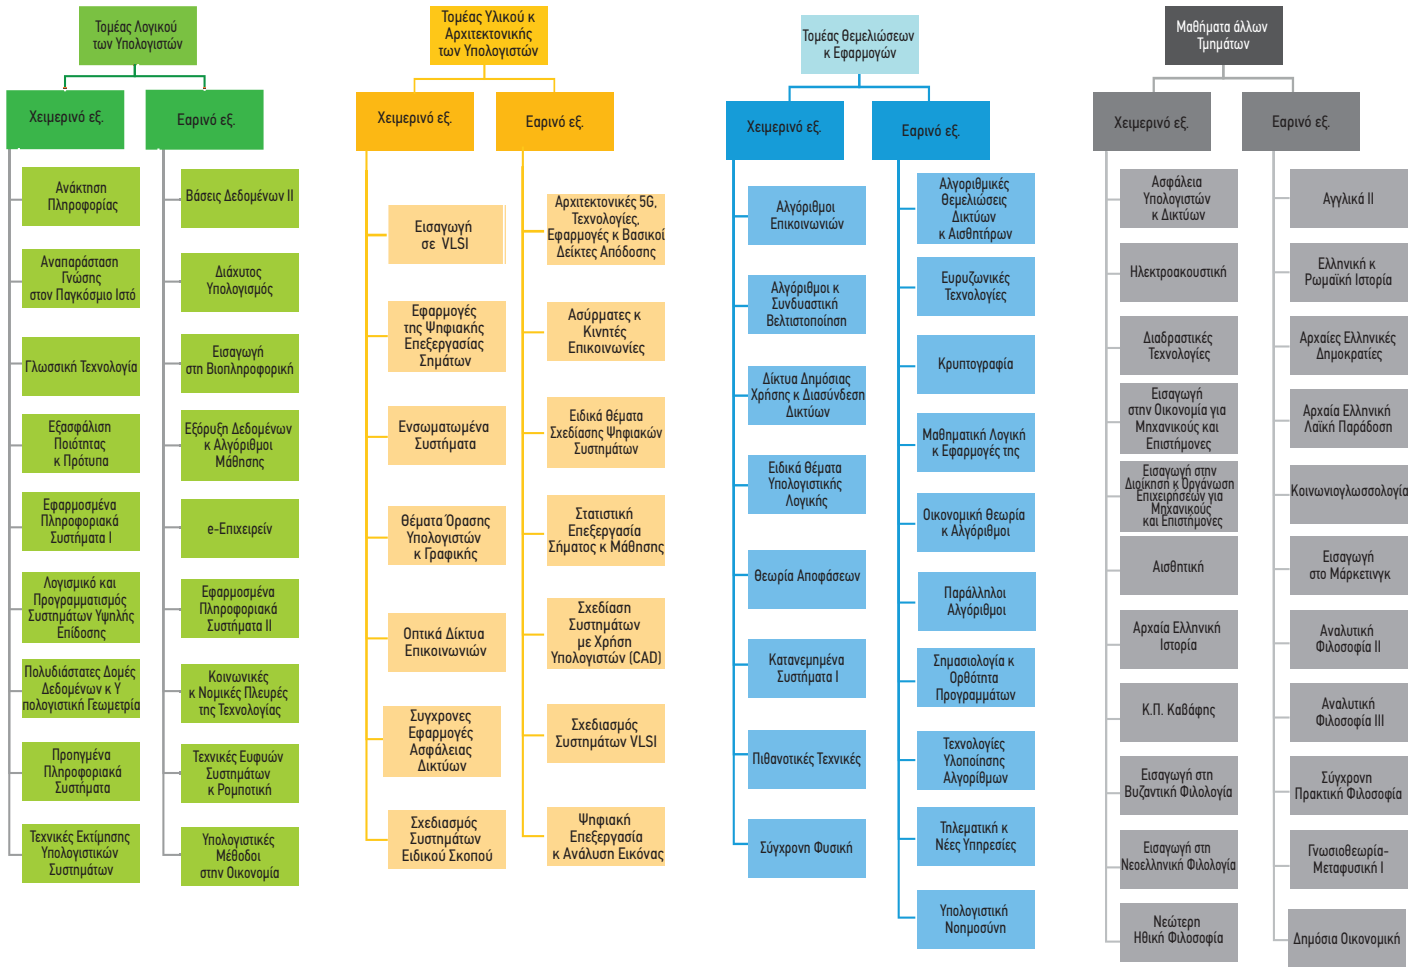 Τομέας Λογικού
των Υπολογιστών
Χειμερινό εξ.
Εαρινό εξ.
Ανάκτηση
Πληροφορίας
Αναπαράσταση
Γνώσης
στον Παγκόσμιο Ιστό
Γλωσσική Τεχνολογία
Εξασφάλιση
Ποιότητας
κ Πρότυπα
Εφαρμοσμένα
Πληροφοριακά
Συστήματα Ι
Λογισμικό και
Προγραμματισμός
Συστημάτων Υψηλής
Επίδοσης
Πολυδιάστατες Δομές
Δεδομένων κ Υ
πολογιστική Γεωμετρία
Προηγμένα
Πληροφοριακά
Συστήματα
Τεχνικές Εκτίμησης
Υπολογιστικών
Συστημάτων
Βάσεις Δεδομένων ΙΙ
Διάχυτος
Υπολογισμός
Εισαγωγή
στη Βιοπληροφορική
Εξόρυξη Δεδομένων
κ Αλγόριθμοι
Μάθησης
e-Επιχειρείν
Εφαρμοσμένα
Πληροφοριακά
Συστήματα ΙΙ
Κοινωνικές
κ Νομικές Πλευρές
της Τεχνολογίας
Τεχνικές Ευφυών
Συστημάτων
κ Ρομποτική
Υπολογιστικές
Μέθοδοι
στην Οικονομία
Τομέας Υλικού κ
Αρχιτεκτονικής
των Υπολογιστών
Χειμερινό εξ.
Εαρινό εξ.
Εισαγωγή
σε VLSI
Εφαρμογές
της Ψηφιακής
Επεξεργασίας
Σημάτων
Ενσωματωμένα
Συστήματα
Θέματα Όρασης
Υπολογιστών
κ Γραφικής
Οπτικά Δίκτυα
Επικοινωνιών
Συγχρονες
Εφαρμογές
Ασφάλειας
Δικτύων
Σχεδιασμός
Συστημάτων
Ειδικού Σκοπού
Αρχιτεκτονικές 5G,
Τεχνολογίες,
Εφαρμογές κ Βασικοί
Δείκτες Απόδοσης
Ασύρματες κ
Κινητές
Επικοινωνίες
Ειδικά Θέματα
Σχεδίασης Ψηφιακών
Συστημάτων
Στατιστική
Επεξεργασία
Σήματος κ Μάθησης
Σχεδίαση
Συστημάτων
με Χρήση
Υπολογιστών (CAD)
Σχεδιασμός
Συστημάτων VLSI
Ψηφιακή
Επεξεργασία
κ Ανάλυση Εικόνας
Τομέας Θεμελιώσεων
κ Εφαρμογών
Χειμερινό εξ.
Εαρινό εξ.
Αλγόριθμοι
Επικοινωνιών
Αλγόριθμοι κ
Συνδυαστική
Βελτιστοποίηση
Δίκτυα Δημόσιας
Χρήσης κ Διασύνδεση
Δικτύων
Ειδικά Θέματα
Υπολογιστικής
Λογικής
Θεωρία Αποφάσεων
Κατανεμημένα
Συστήματα Ι
Πιθανοτικές Τεχνικές
Σύγχρονη Φυσική
Αλγοριθμικές
Θεμελιώσεις
Δικτύων
κ Αισθητήρων
Ευρυζωνικές
Τεχνολογίες
Κρυπτογραφία
Μαθηματική Λογική
κ Εφαρμογές της
Οικονομική Θεωρία
κ Αλγόριθμοι
Παράλληλοι
Αλγόριθμοι
Σημασιολογία κ
Ορθότητα
Προγραμμάτων
Τεχνολογίες
Υλοποίησης
Αλγορίθμων
Τηλεματική κ
Νέες Υπηρεσίες
Υπολογιστική
Νοημοσύνη
Μαθήματα άλλων
Τμημάτων
Χειμερινό εξ.
Εαρινό εξ.
Ασφάλεια
Υπολογιστών
κ Δικτύων
Ηλεκτροακουστική
Διαδραστικές
Τεχνολογίες
Εισαγωγή
στην Οικονομία για
Μηχανικούς και
Επιστήμονες
Εισαγωγή στην
Διοίκηση κ Οργάνωση
Επιχειρήσεων για
Μηχανικούς
και Επιστήμονες
Αισθητική
Αρχαία Ελληνική
Ιστορία
Κ.Π. Καβάφης
Εισαγωγή στη
Βυζαντινή Φιλολογία
Εισαγωγή στη
Νεοελληνική Φιλολογία
Νεώτερη
Ηθική Φιλοσοφία
Αγγλικά ΙΙ
Ελληνική κ
Ρωμαϊκή Ιστορία
Αρχαίες Ελληνικές
Δημοκρατίες
Αρχαία Ελληνική
Λαϊκή Παράδοση
Κοινωνιογλωσσολογία
Εισαγωγή
στο Μάρκετινγκ
Αναλυτική
Φιλοσοφία ΙΙ
Αναλυτική
Φιλοσοφία ΙΙΙ
Σύγχρονη
Πρακτική Φιλοσοφία
Γνωσιοθεωρία-
Μεταφυσική Ι
Δημόσια Οικονομική